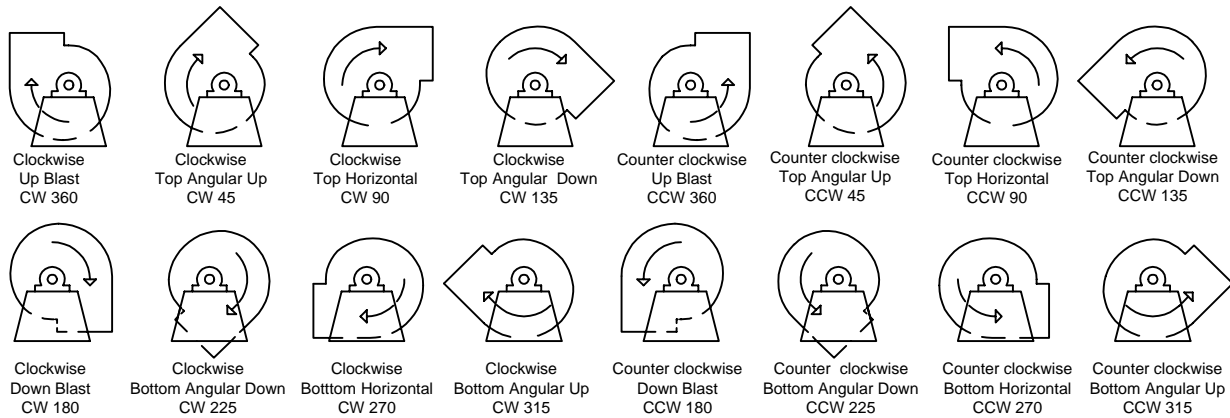 Clockwise
Up Blast
CW 360
Clockwise
Top Angular Up
CW 45
Clockwise
Top Horizontal
CW 90
Clockwise
Top Angular Down
CW 135
Counter clockwise
Up Blast
CCW 360
Counter clockwise
Top Angular Up
CCW 45
Counter clockwise
Top Horizontal
CCW 90
Counter clockwise
Top Angular Down
CCW 135
Clockwise
Down Blast
CW 180
Clockwise
Bottom Angular Down
CW 225
Clockwise
Botttom Horizontal
CW 270
Clockwise
Bottom Angular Up
CW 315
Counter clockwise
Down Blast
CCW 180
Counter clockwise
Bottom Angular Down
CCW 225
Counter clockwise
Bottom Horizontal
CCW 270
Counter clockwise
Bottom Angular Up
CCW 315